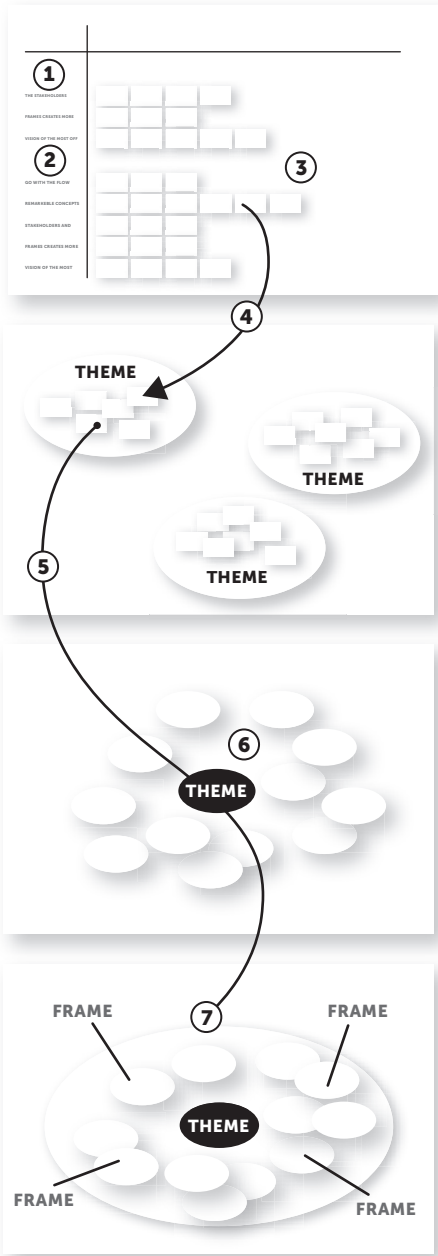 1
THE STAKEHOLDERS
FRAMES CREATES MORE
VISION OF THE MOST OFF
2
3
GO WITH THE FLOW
REMARKEBLE CONCEPTS
STAKEHOLDERS AND
FRAMES CREATES MORE
VISION OF THE MOST
4
THEME
THEME
THEME
5
6
THEME
7
FRAME
FRAME
THEME
FRAME
FRAME